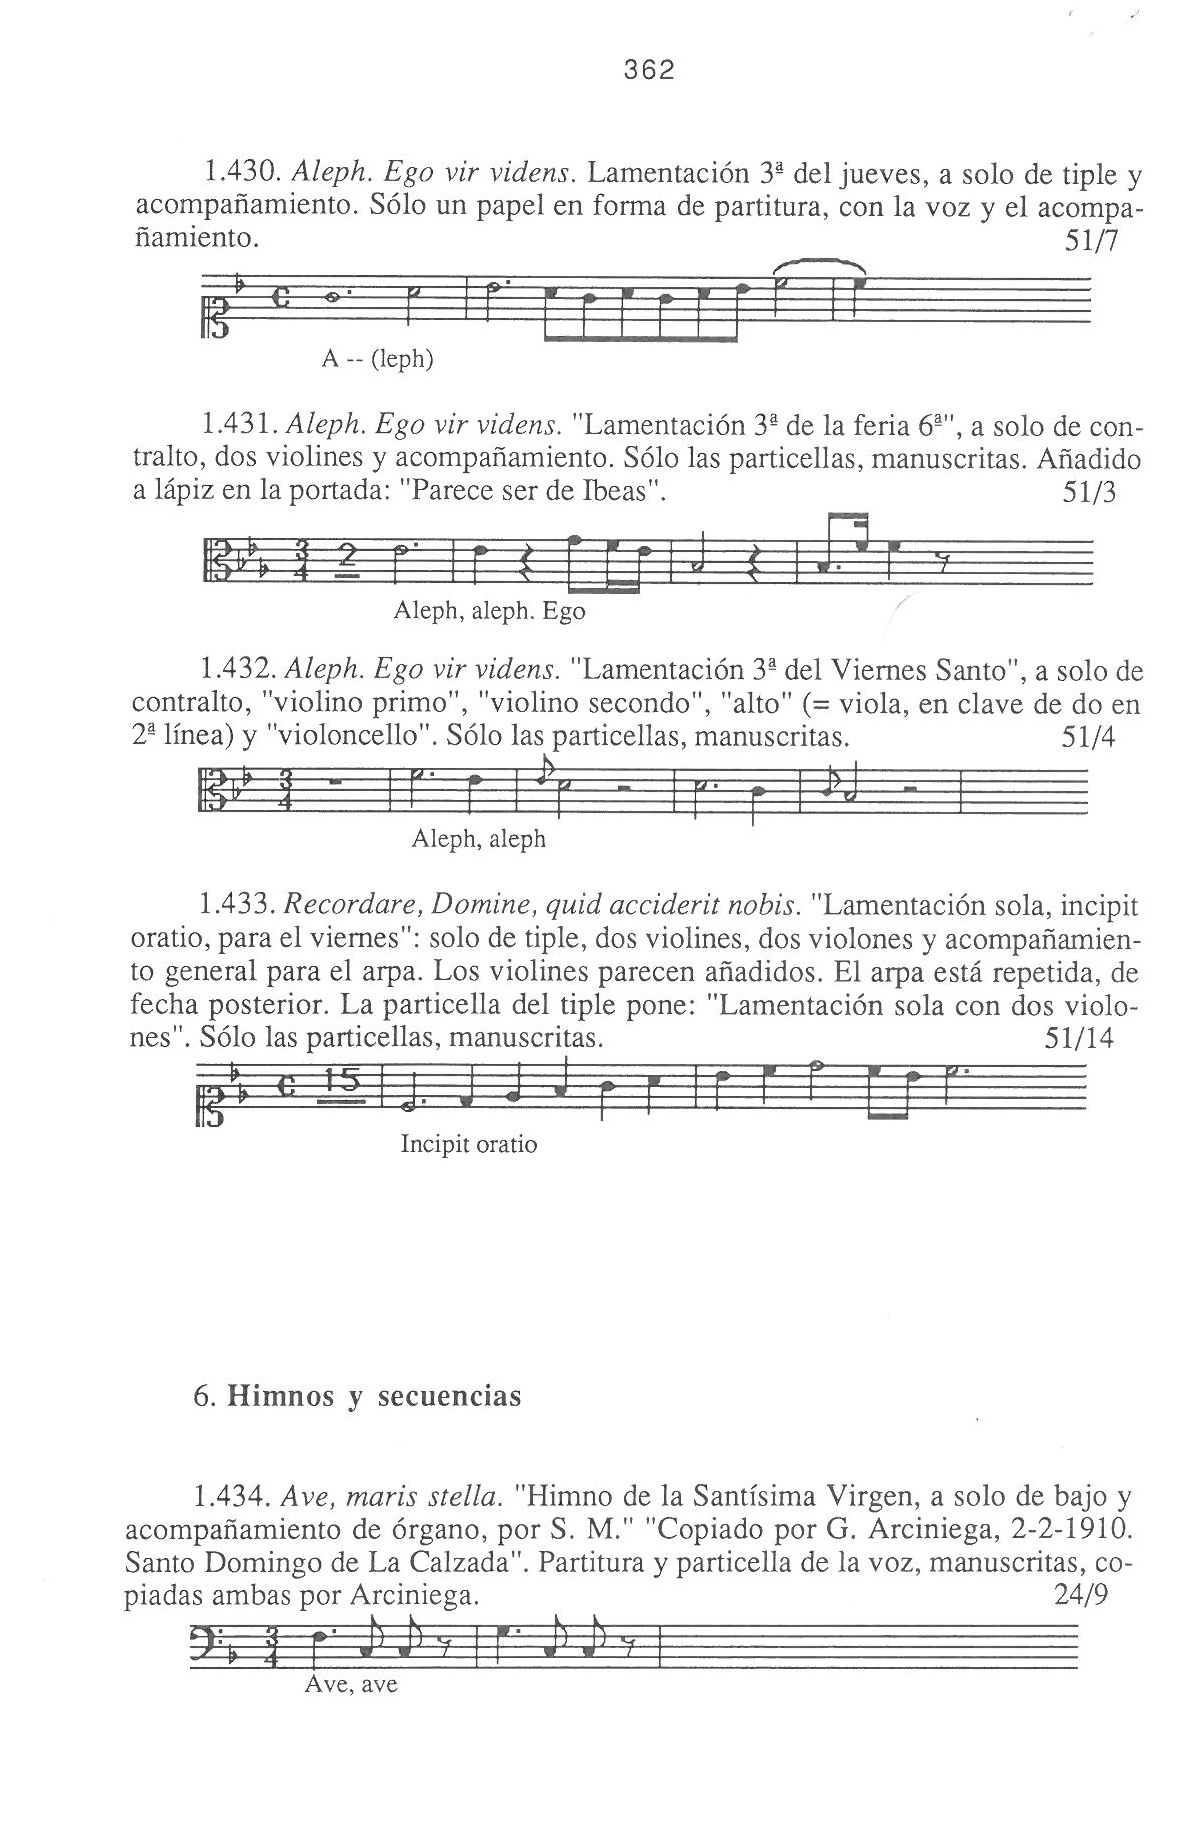 362
1.430. Aleph. Ego vir videns. Lamentación 3ª del jueves, a solo de tiple y
acompañamiento. Sólo un papel en forma de partitura, con la voz y el acompa-
ñamiento. 51/7
A -- (leph)
1.431. Aleph. Ego vir videns. "Lamentación 3ª de la feria 6ª", a solo de con-
tralto, dos violines y acompañamiento. Sólo las particellas, manuscritas. Añadido
a lápiz en la portada: "Parece ser de Ibeas". 51/3
3/4 2
Aleph, aleph. Ego
1.432. Aleph. Ego vir videns. "Lamentación 3ª del Viernes Santo", a solo de
contralto, "violino primo", "violino secondo", "alto" (= viola, en clave de do en
2ª línea) y "violoncello". Sólo las particellas, manuscritas. 51/4
3/4
Aleph, aleph
1.433. Recordare, Domine, quid acciderit nobis. "Lamentación sola, incipit
oratio, para el viernes": solo de tiple, dos violines, dos violones y acompañamien-
to general para el arpa. Los violines parecen añadidos. El arpa está repetida, de
fecha posterior. La particella del tiple pone: "Lamentación sola con dos violo-
nes". Sólo las particellas, manuscritas. 51/14
15
Incipit oratio
6. Himnos y secuencias
1.434. Ave, maris stella. "Himno de la Santísima Virgen, a solo de bajo y
acompañamiento de órgano, por S. M." "Copiado por G. Arciniega, 2-2-1910.
Santo Domingo de La Calzada". Partitura y particella de la voz, manuscritas, co-
piadas ambas por Arciniega. 24/9
3/4
Ave, ave